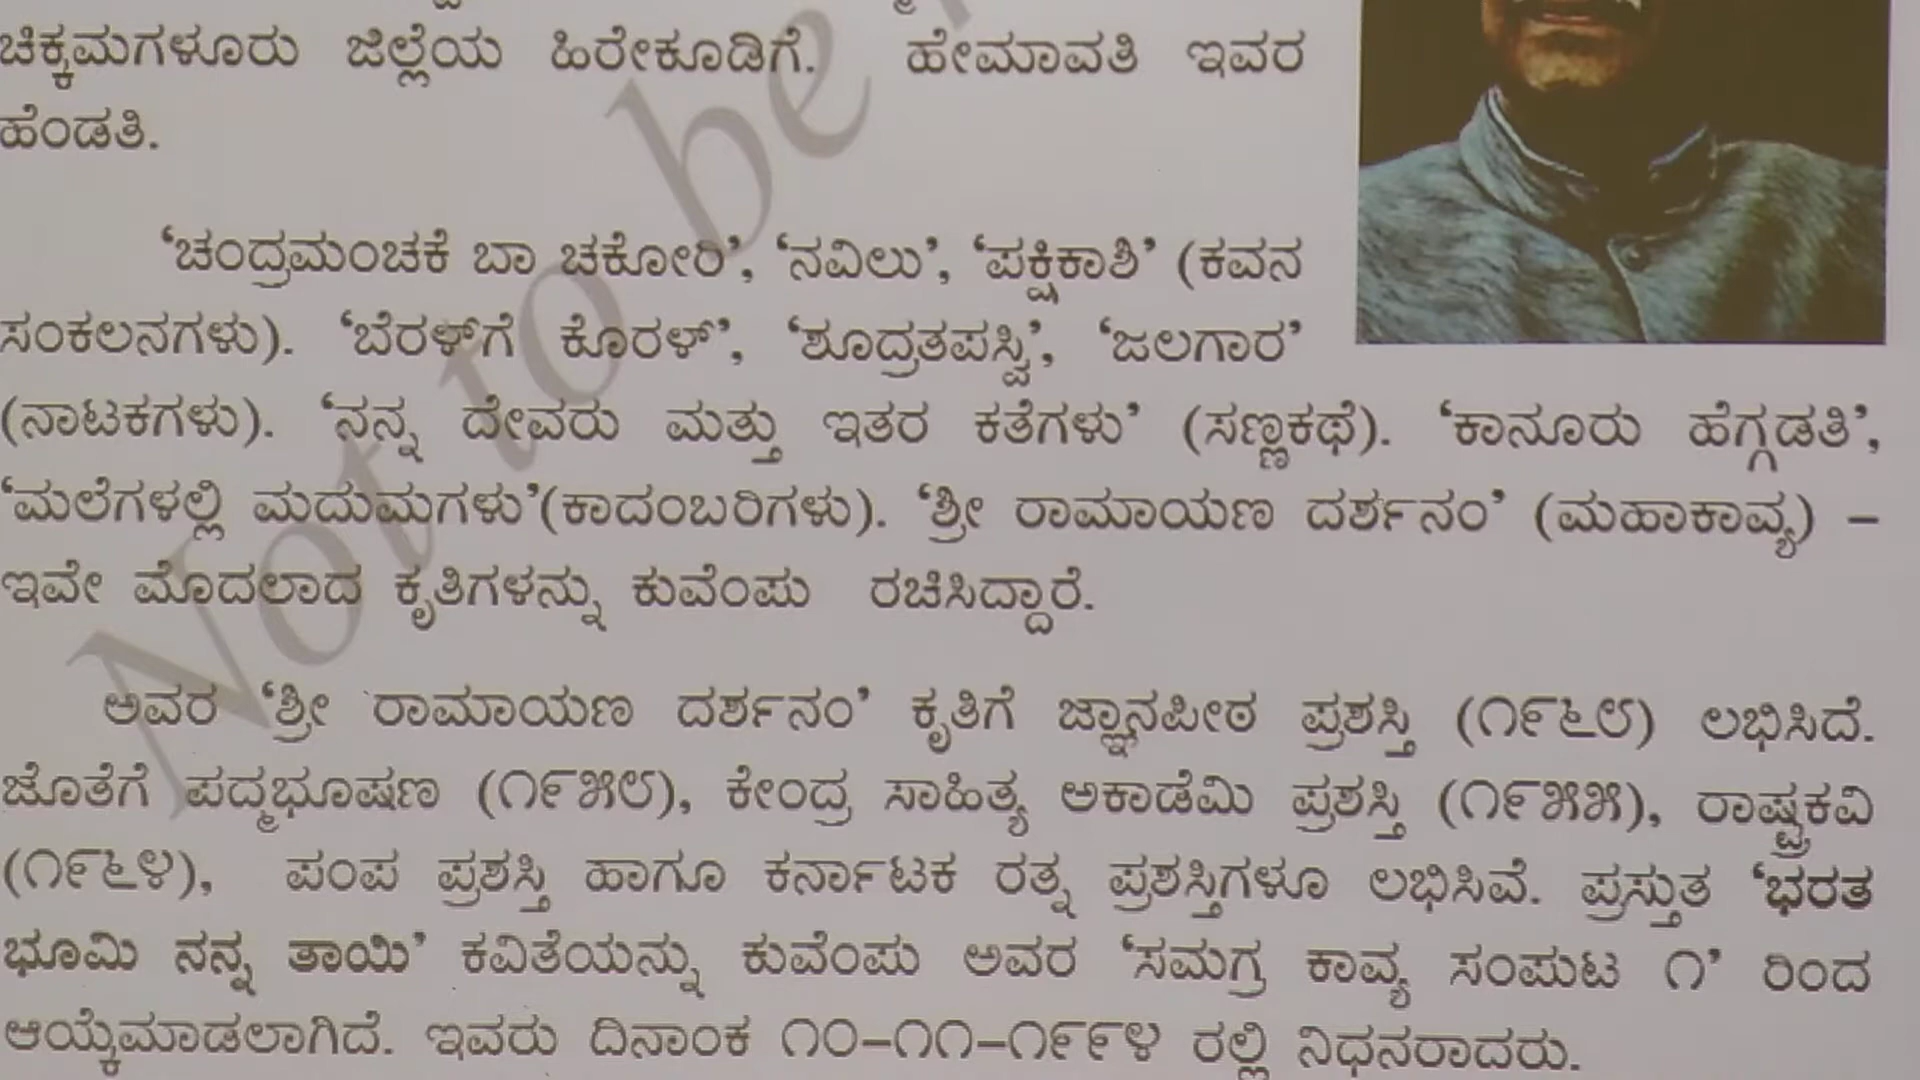 ಚಿಕ್ಕಮಗಳೂರು ಜಿಲ್ಲೆಯ ಹಿರೇಕೂಡಿಗೆ. ಹೇಮಾವತಿ ಇವರ
ಹೆಂಡತಿ.
‘ಚಂದ್ರಮಂಚಕೆ ಬಾ ಚಕೋರಿ’, ‘ನವಿಲು’, ‘ಪಕ್ಷಿಕಾಶಿ’ (ಕವನ
ಸಂಕಲನಗಳು). ‘ಬೆರಳ್‌ಗೆ ಕೊರಳ್’, ‘ಶೂದ್ರತಪಸ್ವಿ’, ‘ಜಲಗಾರ’
(ನಾಟಕಗಳು). ‘ನನ್ನ ದೇವರು ಮತ್ತು ಇತರ ಕತೆಗಳು’ (ಸಣ್ಣಕಥೆ). ‘ಕಾನೂರು ಹೆಗ್ಗಡತಿ’,
‘ಮಲೆಗಳಲ್ಲಿ ಮದುಮಗಳು’(ಕಾದಂಬರಿಗಳು). ‘ಶ್ರೀ ರಾಮಾಯಣ ದರ್ಶನಂ’ (ಮಹಾಕಾವ್ಯ) –
ಇವೇ ಮೊದಲಾದ ಕೃತಿಗಳನ್ನು ಕುವೆಂಪು ರಚಿಸಿದ್ದಾರೆ.
ಅವರ ‘ಶ್ರೀ ರಾಮಾಯಣ ದರ್ಶನಂ’ ಕೃತಿಗೆ ಜ್ಞಾನಪೀಠ ಪ್ರಶಸ್ತಿ (೧೯೬೮) ಲಭಿಸಿದೆ.
ಜೊತೆಗೆ ಪದ್ಮಭೂಷಣ (೧೯೫೮), ಕೇಂದ್ರ ಸಾಹಿತ್ಯ ಅಕಾಡೆಮಿ ಪ್ರಶಸ್ತಿ (೧೯೫೫), ರಾಷ್ಟ್ರಕವಿ
(೧೯೬೪), ಪಂಪ ಪ್ರಶಸ್ತಿ ಹಾಗೂ ಕರ್ನಾಟಕ ರತ್ನ ಪ್ರಶಸ್ತಿಗಳೂ ಲಭಿಸಿವೆ. ಪ್ರಸ್ತುತ ‘ಭರತ
ಭೂಮಿ ನನ್ನ ತಾಯಿ’ ಕವಿತೆಯನ್ನು ಕುವೆಂಪು ಅವರ ‘ಸಮಗ್ರ ಕಾವ್ಯ ಸಂಪುಟ ೧’ ರಿಂದ
ಆಯ್ಕೆಮಾಡಲಾಗಿದೆ. ಇವರು ದಿನಾಂಕ ೧೦–೧೧–೧೯೯೪ ರಲ್ಲಿ ನಿಧನರಾದರು.
Not to be